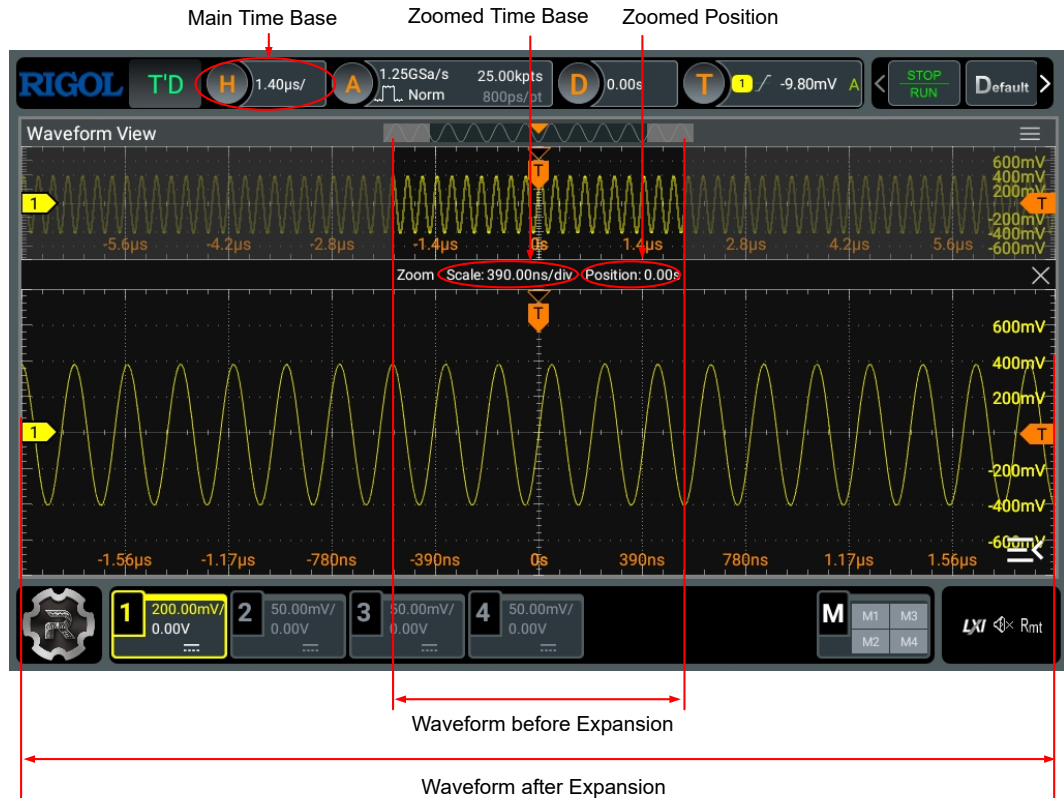 Main Time Base
Zoomed Time Base
Zoomed Position
RIGOL T'D H 1.40µs/ A 1.25GSa/s 25.00kpts D 0.00s T 1 -9.80mV A < STOP Default >
Norm 800ps/pt RUN
Waveform View
T
600mV
400mV
200mV
1 T
-200mV
-400mV
-600mV
-5.6µs -4.2µs -2.8µs -1.4µs 0s 1.4µs 2.8µs 4.2µs 5.6µs
Zoom Scale: 390.00ns/div Position: 0.00s
T
600mV
400mV
200mV
1 T
-200mV
-400mV
-600mV
-1.56µs -1.17µs -780ns -390ns 0s 390ns 780ns 1.17µs 1.56µs
R
1 200.00mV/ 2 50.00mV/ 3 50.00mV/ 4 50.00mV/ M M1 M3 LXI Rmt
0.00V 0.00V 0.00V 0.00V M2 M4
Waveform before Expansion
Waveform after Expansion